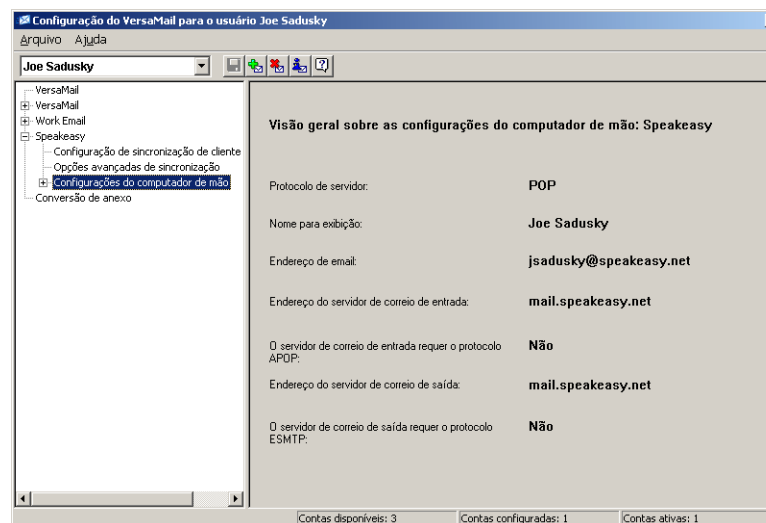 Configuração do VersaMail para o usuário Joe Sadusky
Arquivo Ajuda
Joe Sadusky
VersaMail
VersaMail
Work Email
Speakeasy
Configuração de sincronização de cliente
Opções avançadas de sincronização
Configurações do computador de mão
Conversão de anexo
Visão geral sobre as configurações do computador de mão: Speakeasy
Protocolo de servidor: POP
Nome para exibição: Joe Sadusky
Endereço de email: jsadusky@speakeasy.net
Endereço do servidor de correio de entrada: mail.speakeasy.net
O servidor de correio de entrada requer o protocolo Não
APOP:
Endereço do servidor de correio de saída: mail.speakeasy.net
O servidor de correio de saída requer o protocolo Não
ESMTP:
Contas disponíveis: 3 Contas configuradas: 1 Contas ativas: 1